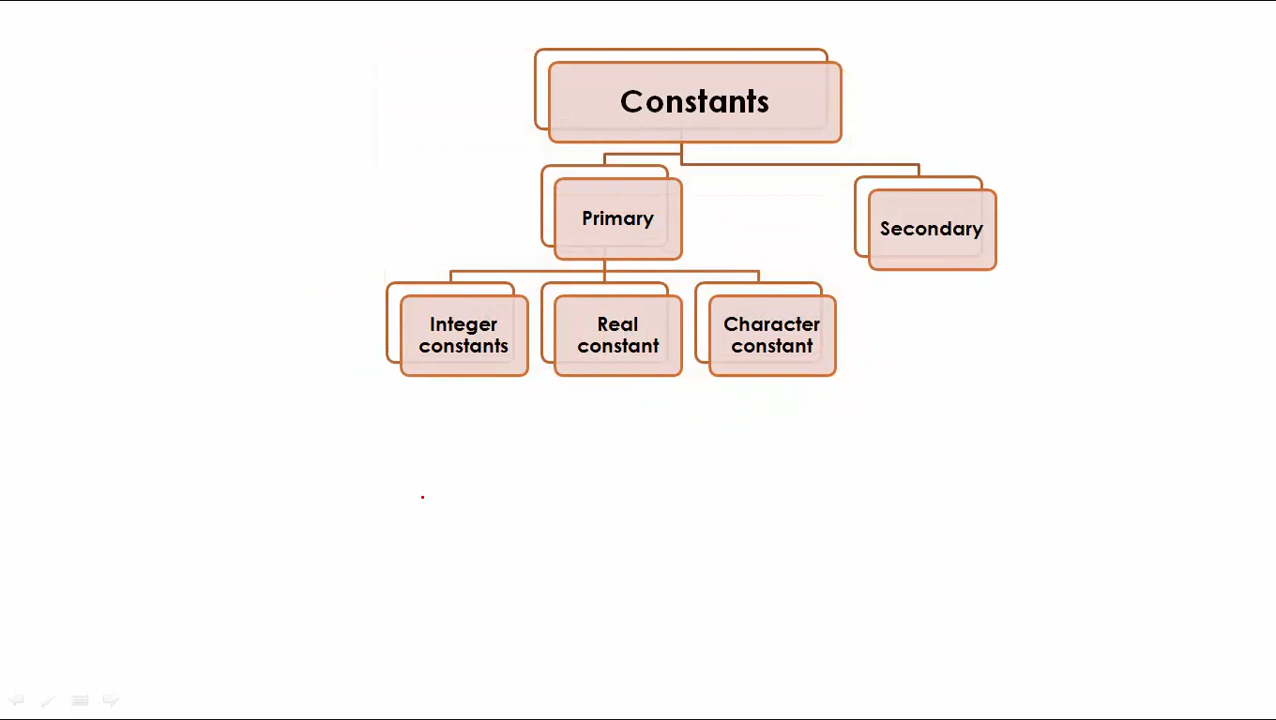 Constants
Primary
Secondary
Integer
constants
Real
constant
Character
constant